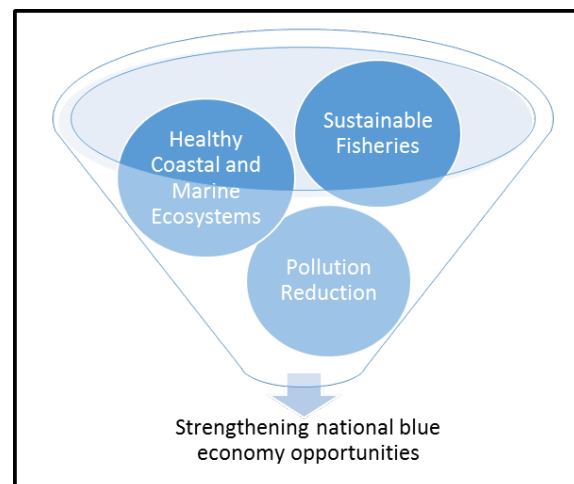 Healthy
Coastal and
Marine
Ecosystems
Sustainable
Fisheries
Pollution
Reduction
Strengthening national blue
economy opportunities